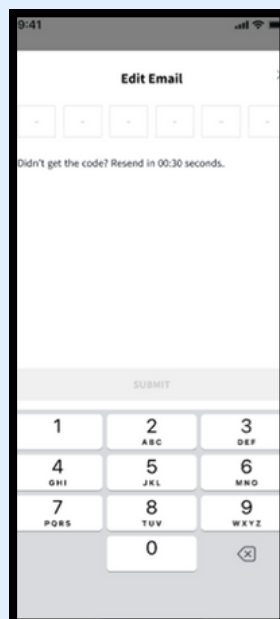 9:41
Edit Email
- - - - - -
Didn't get the code? Resend in 00:30 seconds.
SUBMIT
1 2 3
ABC DEF
4 5 6
GHI JKL MNO
7 8 9
PQRS TUV WXYZ
0